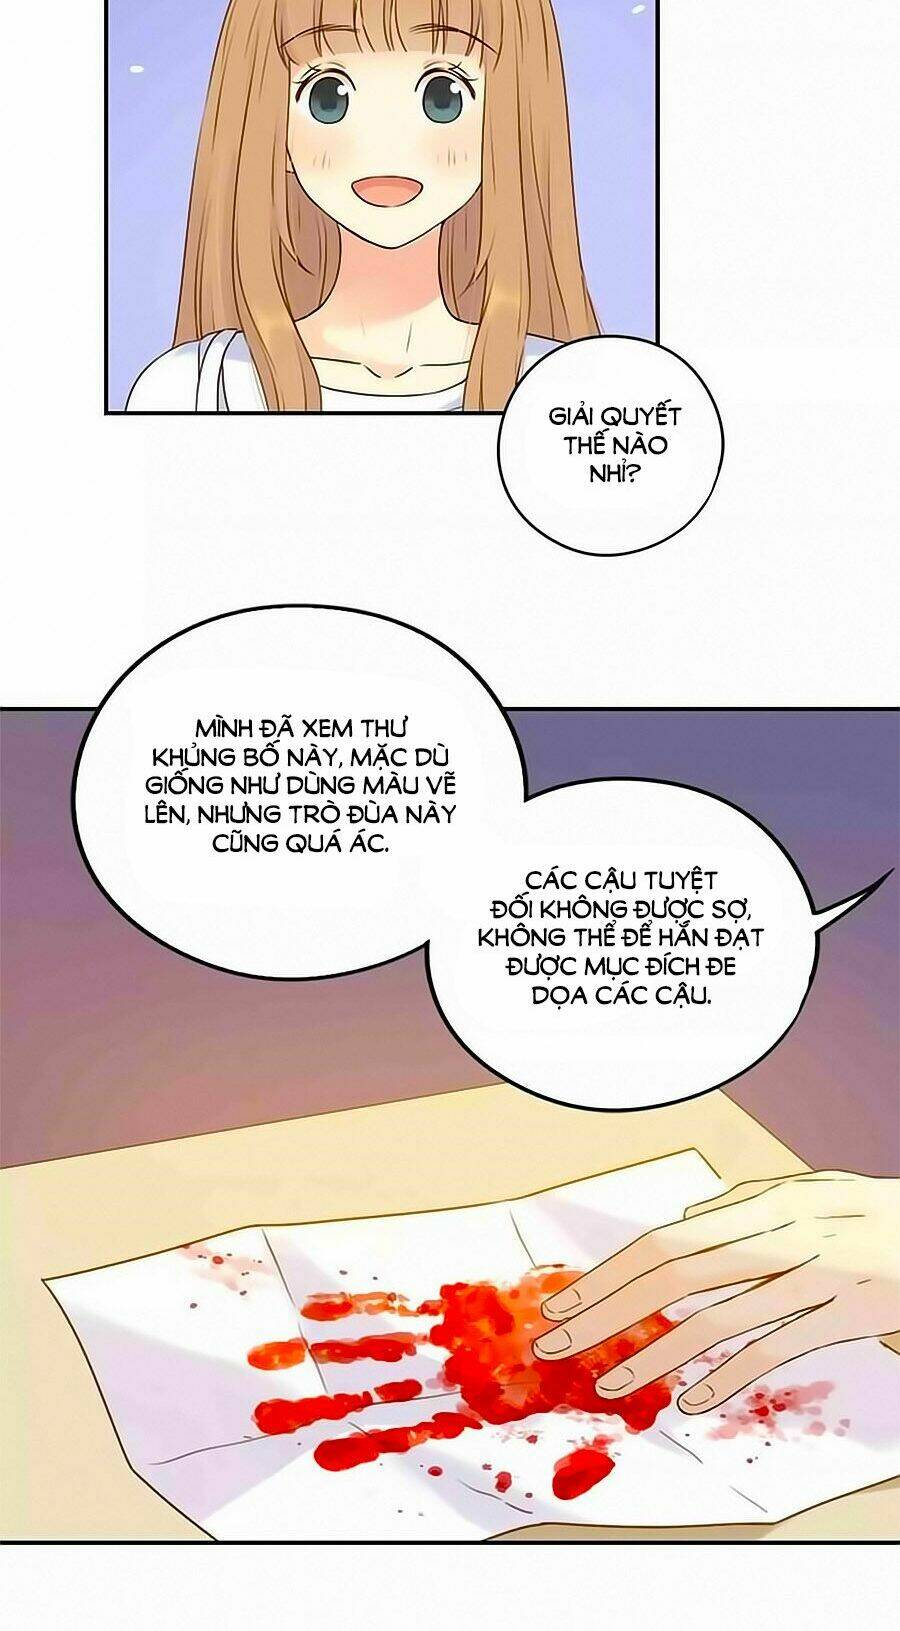 GIẢI QUYẾT
THẾ NÀO
NHỈ?
MÌNH ĐÃ XEM THƯ
KHỦNG BỐ NÀY, MẶC DÙ
GIỐNG NHƯ DÙNG MÀU VẼ
LÊN, NHƯNG TRÒ ĐÙA NÀY
CŨNG QUÁ ÁC.
CÁC CẬU TUYỆT
ĐỐI KHÔNG ĐƯỢC SỢ,
KHÔNG THỂ ĐỂ HẮN ĐẠT
ĐƯỢC MỤC ĐÍCH ĐE
DỌA CÁC CẬU.